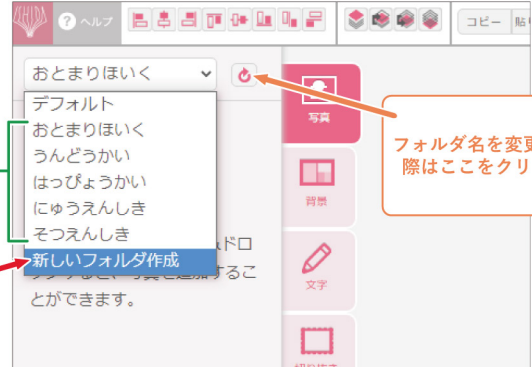 ? ヘルプ
コピー
おとまりほいく
デフォルト
おとまりほいく
うんどうかい
はっぴょうかい
にゅうえんしき
そつえんしき
新しいフォルダ作成
とができます。
写真
背景
文字
フォルダ名を変更
際はここをクリ